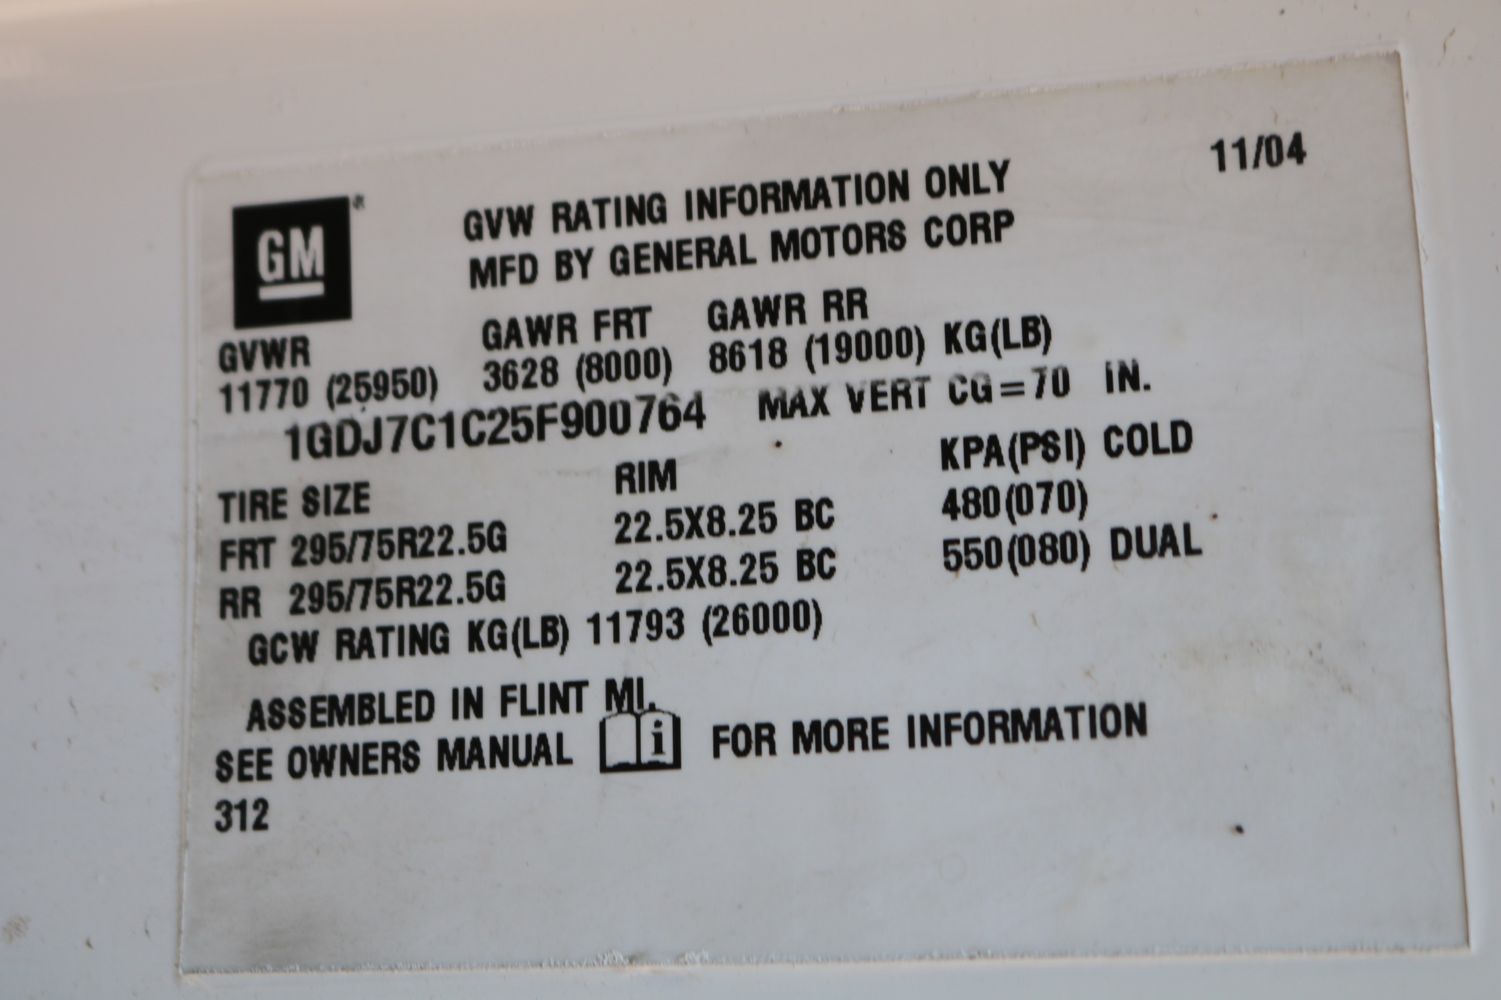 11/04
GM
GVW RATING INFORMATION ONLY
MFD BY GENERAL MOTORS CORP
GVWR GAWR FRT GAWR RR
11770 (25950) 3628 (8000) 8618 (19000) KG(LB)
1GDJ7C1C25F900764 MAX VERT CG=70 IN.
TIRE SIZE RIM KPA(PSI) COLD
FRT 295/75R22.5G 22.5X8.25 BC 480(070)
RR 295/75R22.5G 22.5X8.25 BC 550(080) DUAL
GCW RATING KG(LB) 11793 (26000)
ASSEMBLED IN FLINT MI.
SEE OWNERS MANUAL i FOR MORE INFORMATION
312